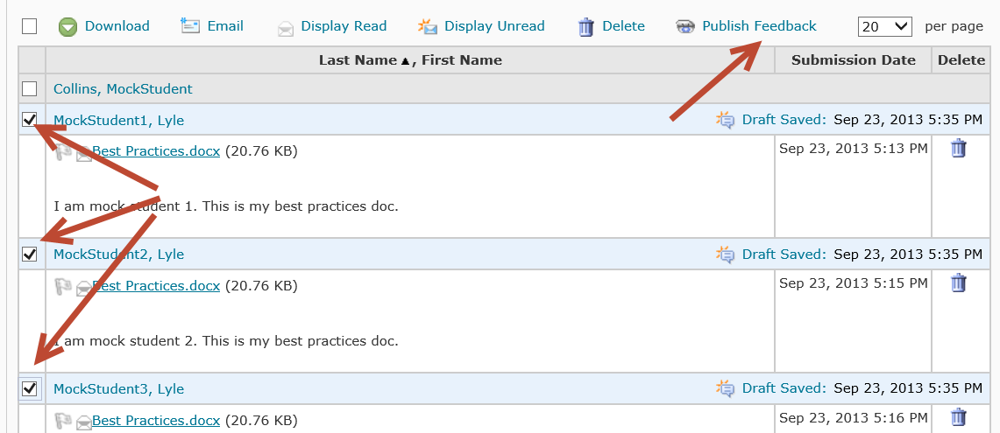 Download Email Display Read Display Unread Delete Publish Feedback 20 per page
Last Name ▲, First Name Submission Date Delete
Collins, MockStudent
MockStudent1, Lyle Draft Saved: Sep 23, 2013 5:35 PM
Best Practices.docx (20.76 KB) Sep 23, 2013 5:13 PM
I am mock student 1. This is my best practices doc.
MockStudent2, Lyle Draft Saved: Sep 23, 2013 5:35 PM
Best Practices.docx (20.76 KB) Sep 23, 2013 5:15 PM
I am mock student 2. This is my best practices doc.
MockStudent3, Lyle Draft Saved: Sep 23, 2013 5:35 PM
Best Practices.docx (20.76 KB) Sep 23, 2013 5:16 PM